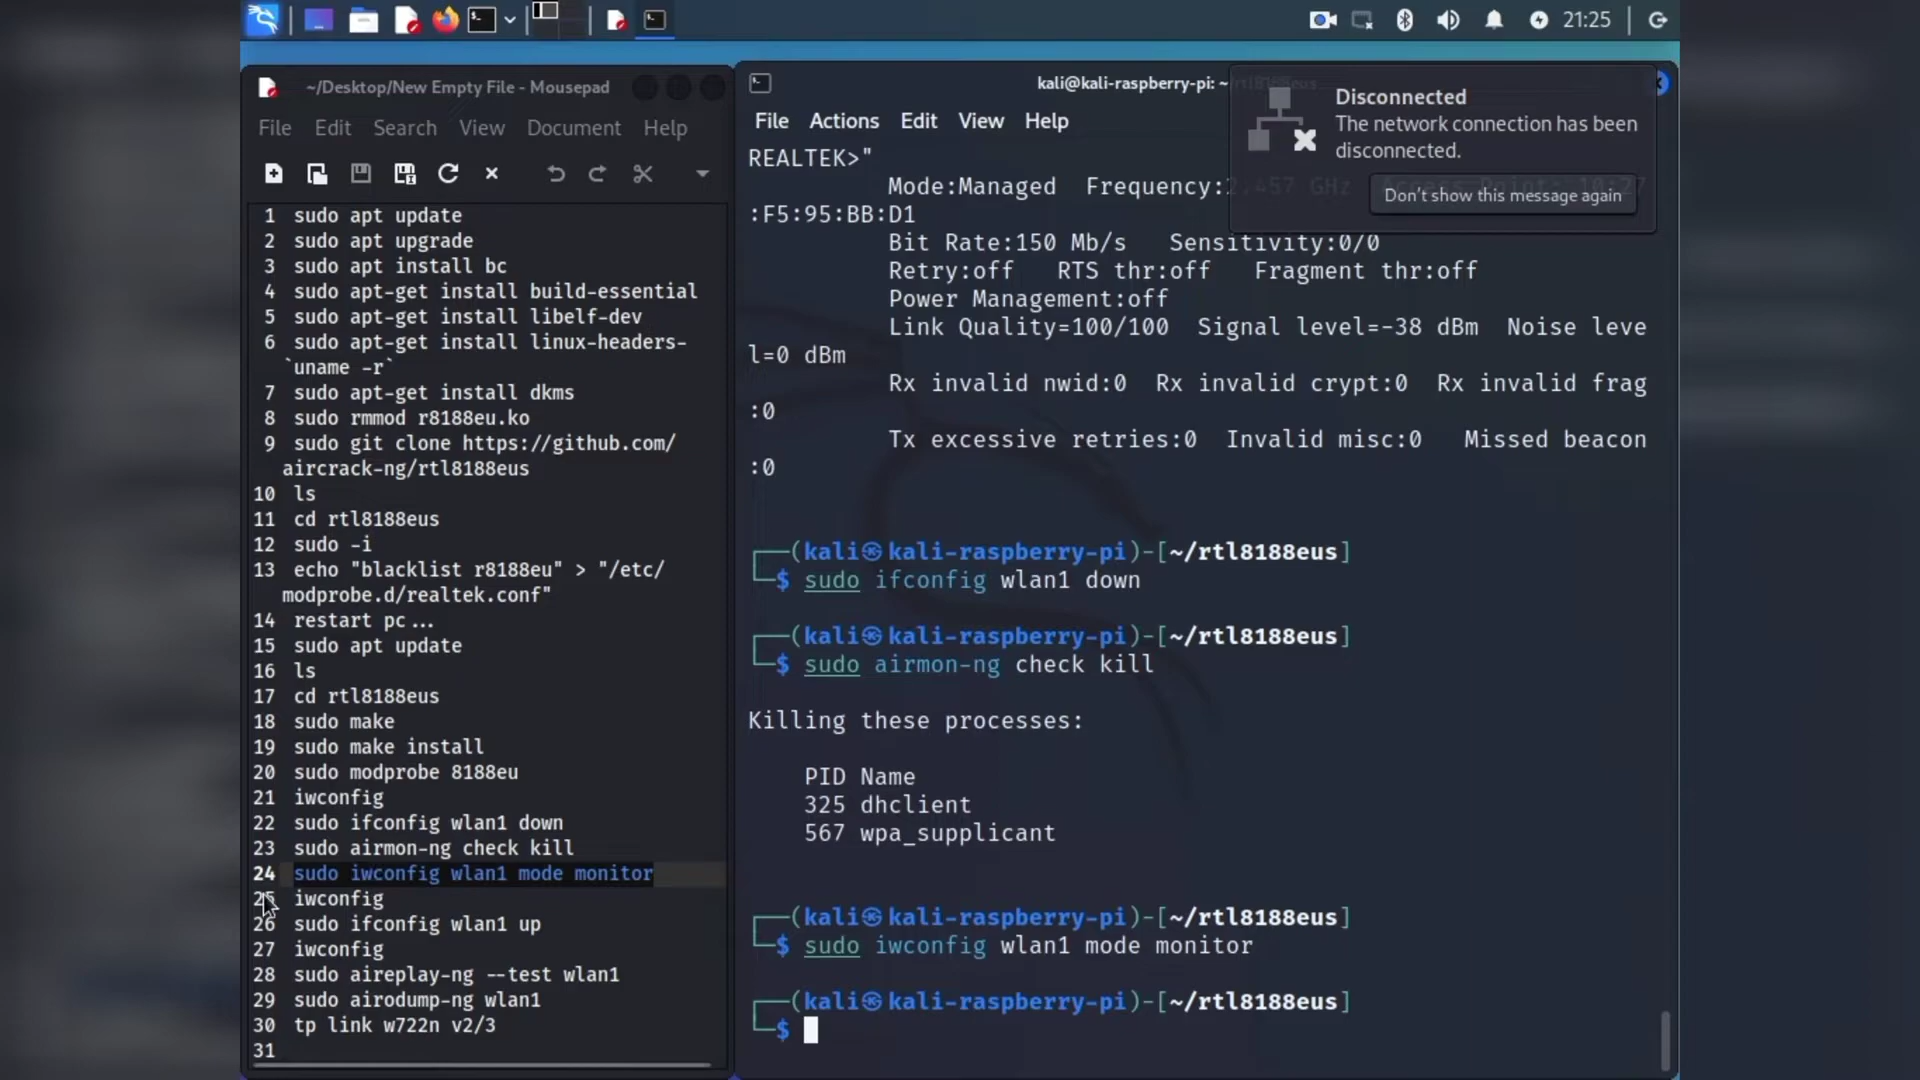 21:25
~/Desktop/New Empty File - Mousepad
File Edit Search View Document Help
1 sudo apt update
2 sudo apt upgrade
3 sudo apt install bc
4 sudo apt-get install build-essential
5 sudo apt-get install libelf-dev
6 sudo apt-get install linux-headers-
`uname -r`
7 sudo apt-get install dkms
8 sudo rmmod r8188eu.ko
9 sudo git clone https://github.com/
aircrack-ng/rtl8188eus
10 ls
11 cd rtl8188eus
12 sudo -i
13 echo "blacklist r8188eu" > "/etc/
modprobe.d/realtek.conf"
14 restart pc...
15 sudo apt update
16 ls
17 cd rtl8188eus
18 sudo make
19 sudo make install
20 sudo modprobe 8188eu
21 iwconfig
22 sudo ifconfig wlan1 down
23 sudo airmon-ng check kill
24 sudo iwconfig wlan1 mode monitor
25 iwconfig
26 sudo ifconfig wlan1 up
27 iwconfig
28 sudo aireplay-ng --test wlan1
29 sudo airodump-ng wlan1
30 tp link w722n v2/3
31
kali@kali-raspberry-pi: ~/rtl8188eus
File Actions Edit View Help
REALTEK>"
Mode:Managed Frequency:2.457 GHz Access Point: 10:27
:F5:95:BB:D1
Bit Rate:150 Mb/s Sensitivity:0/0
Retry:off RTS thr:off Fragment thr:off
Power Management:off
Link Quality=100/100 Signal level=-38 dBm Noise leve
l=0 dBm
Rx invalid nwid:0 Rx invalid crypt:0 Rx invalid frag
:0
Tx excessive retries:0 Invalid misc:0 Missed beacon
:0
(kali㉿kali-raspberry-pi)-[~/rtl8188eus]
$ sudo ifconfig wlan1 down
(kali㉿kali-raspberry-pi)-[~/rtl8188eus]
$ sudo airmon-ng check kill
Killing these processes:
PID Name
325 dhclient
567 wpa_supplicant
(kali㉿kali-raspberry-pi)-[~/rtl8188eus]
$ sudo iwconfig wlan1 mode monitor
(kali㉿kali-raspberry-pi)-[~/rtl8188eus]
$
Disconnected
The network connection has been
disconnected.
Don't show this message again